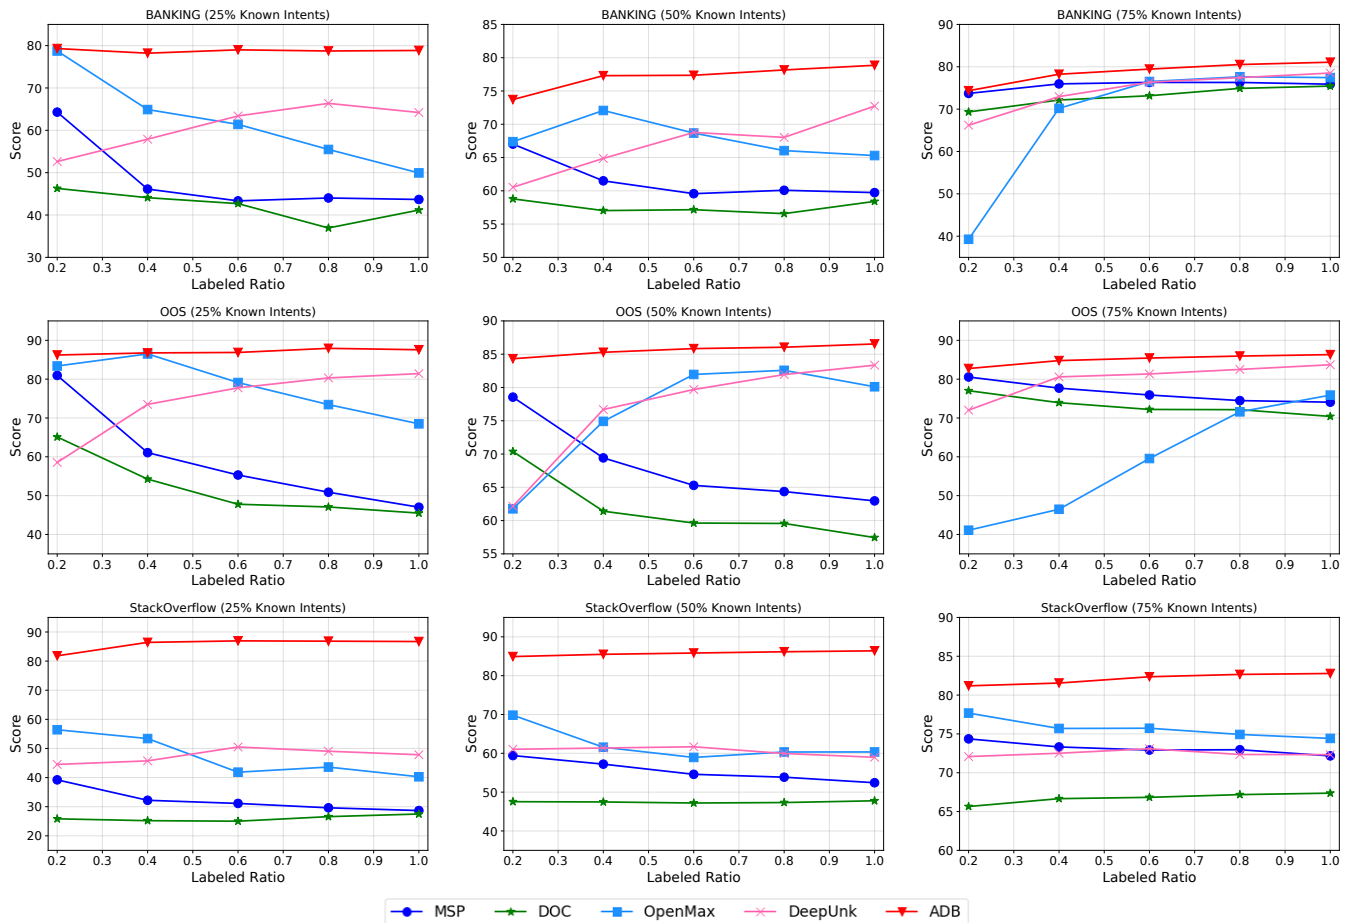 BANKING (25% Known Intents)
Score
80
70
60
50
40
30
0.2 0.3 0.4 0.5 0.6 0.7 0.8 0.9 1.0
Labeled Ratio
BANKING (50% Known Intents)
Score
85
80
75
70
65
60
55
50
0.2 0.3 0.4 0.5 0.6 0.7 0.8 0.9 1.0
Labeled Ratio
BANKING (75% Known Intents)
Score
90
80
70
60
50
40
0.2 0.3 0.4 0.5 0.6 0.7 0.8 0.9 1.0
Labeled Ratio
OOS (25% Known Intents)
Score
90
80
70
60
50
40
0.2 0.3 0.4 0.5 0.6 0.7 0.8 0.9 1.0
Labeled Ratio
OOS (50% Known Intents)
Score
90
85
80
75
70
65
60
55
0.2 0.3 0.4 0.5 0.6 0.7 0.8 0.9 1.0
Labeled Ratio
OOS (75% Known Intents)
Score
90
80
70
60
50
40
0.2 0.3 0.4 0.5 0.6 0.7 0.8 0.9 1.0
Labeled Ratio
StackOverflow (25% Known Intents)
Score
90
80
70
60
50
40
30
20
0.2 0.3 0.4 0.5 0.6 0.7 0.8 0.9 1.0
Labeled Ratio
StackOverflow (50% Known Intents)
Score
90
80
70
60
50
40
0.2 0.3 0.4 0.5 0.6 0.7 0.8 0.9 1.0
Labeled Ratio
StackOverflow (75% Known Intents)
Score
90
85
80
75
70
65
60
0.2 0.3 0.4 0.5 0.6 0.7 0.8 0.9 1.0
Labeled Ratio
MSP DOC OpenMax DeepUnk ADB